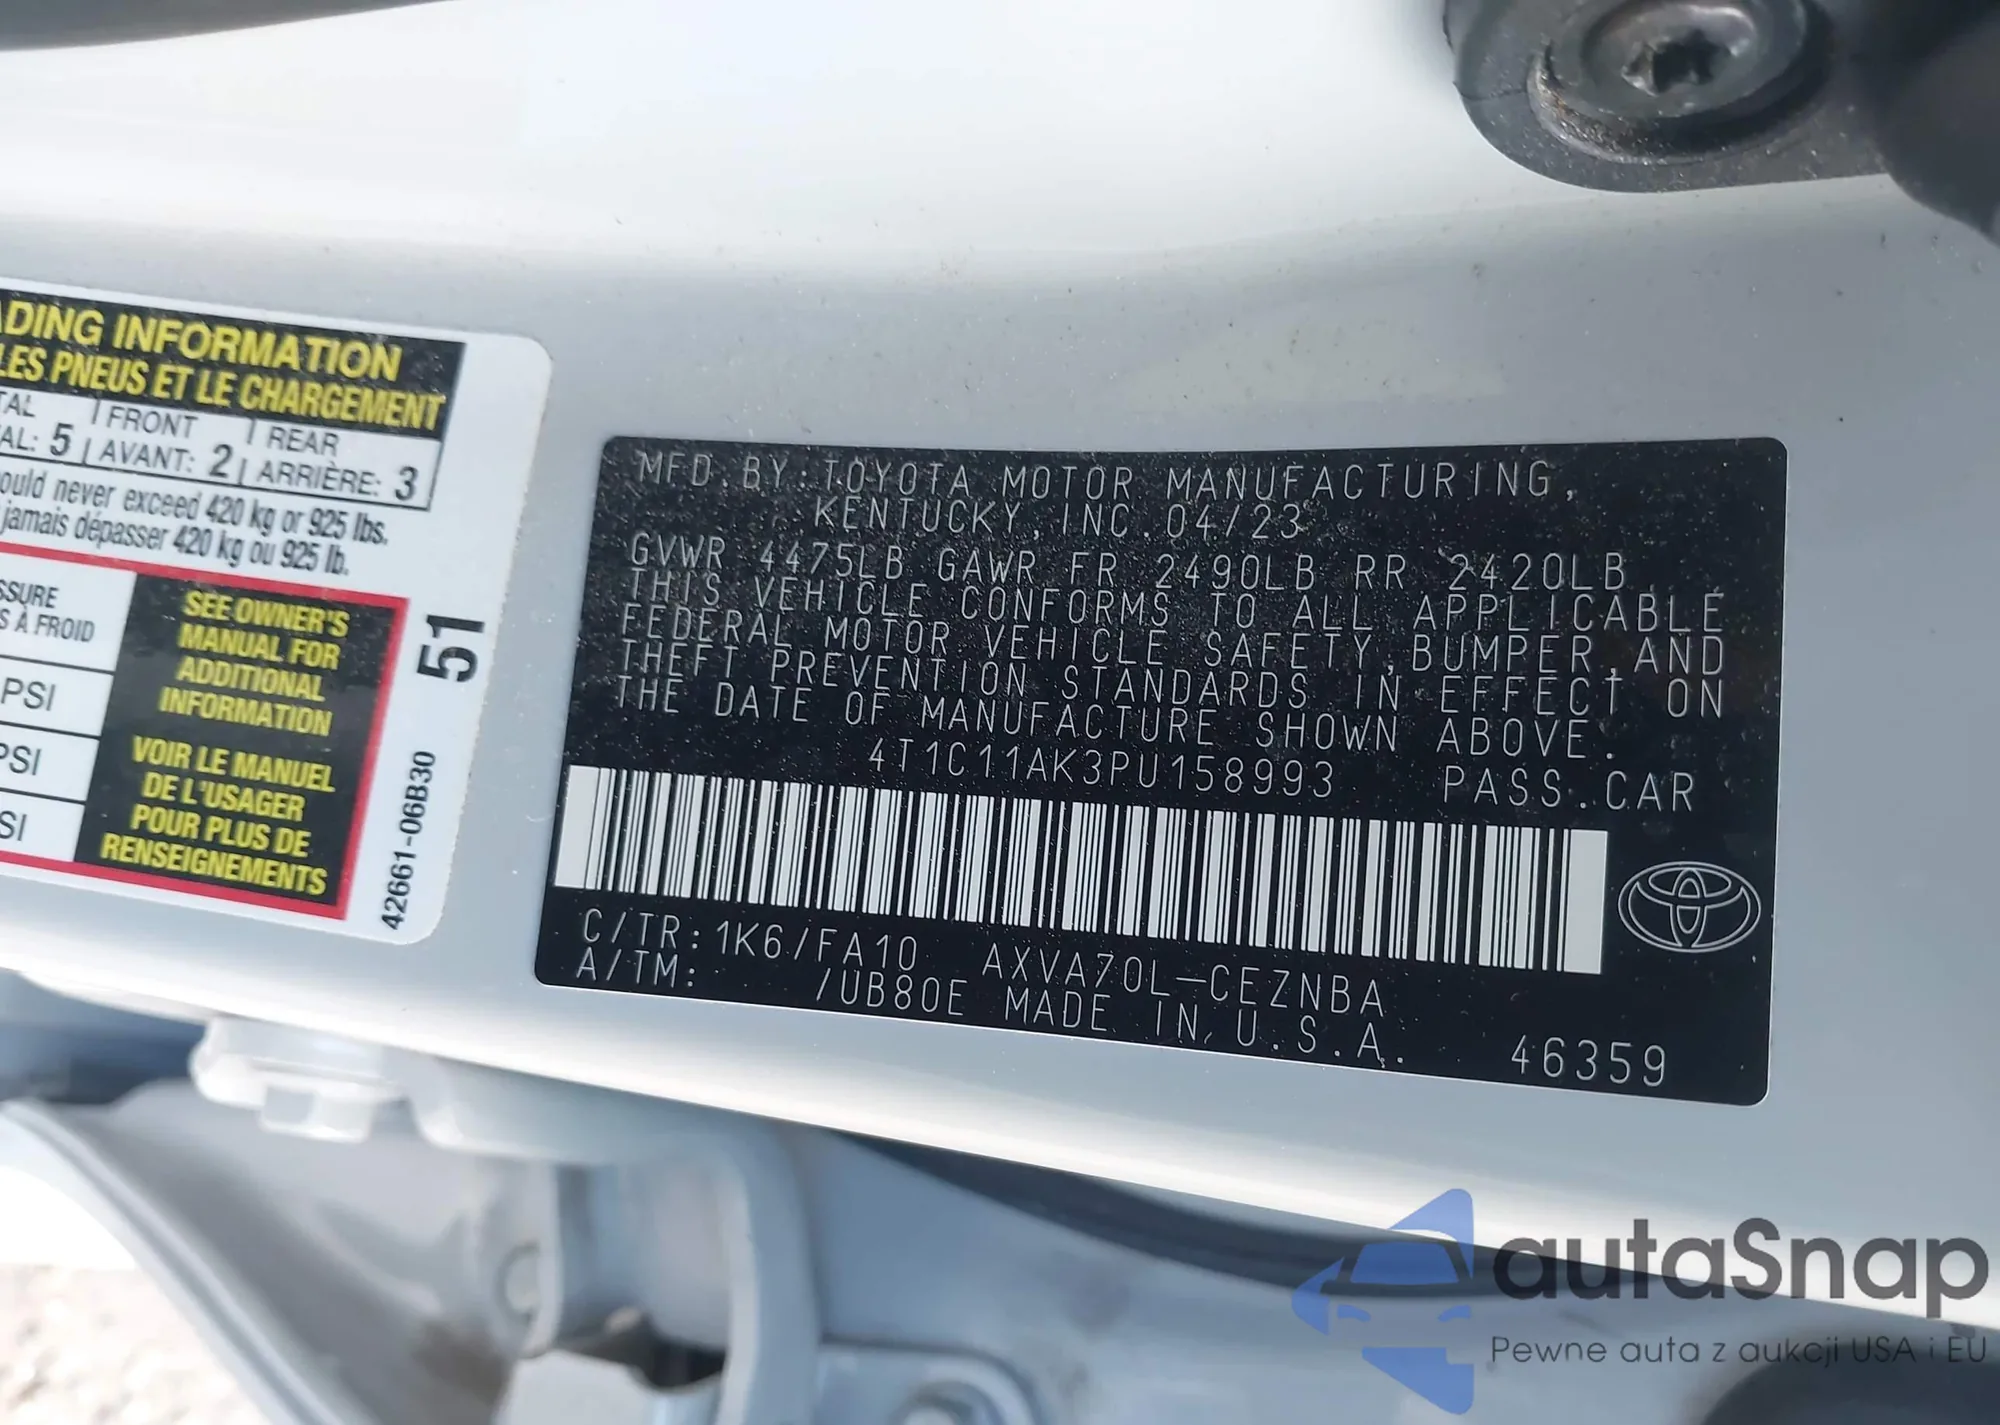 ADING INFORMATION
LES PNEUS ET LE CHARGEMENT
TAL | FRONT | REAR
AL: 5 | AVANT: 2 | ARRIÈRE: 3
ould never exceed 420 kg or 925 lbs.
jamais dépasser 420 kg ou 925 lb.
SSURE
S À FROID
PSI
PSI
SI
SEE OWNER'S
MANUAL FOR
ADDITIONAL
INFORMATION
VOIR LE MANUEL
DE L'USAGER
POUR PLUS DE
RENSEIGNEMENTS
51
42661-06B30
MFD. BY: TOYOTA MOTOR MANUFACTURING,
KENTUCKY, INC. 04/23
GVWR 4475LB GAWR FR 2490LB RR 2420LB
THIS VEHICLE CONFORMS TO ALL APPLICABLE
FEDERAL MOTOR VEHICLE SAFETY, BUMPER, AND
THEFT PREVENTION STANDARDS IN EFFECT ON
THE DATE OF MANUFACTURE SHOWN ABOVE.
4T1C11AK3PU158993 PASS.CAR
C/TR: 1K6/FA10 AXVA70L-CEZNBA
A/TM: /UB80E MADE IN U.S.A. 46359
autaSnap
Pewne auta z aukcji USA i EU